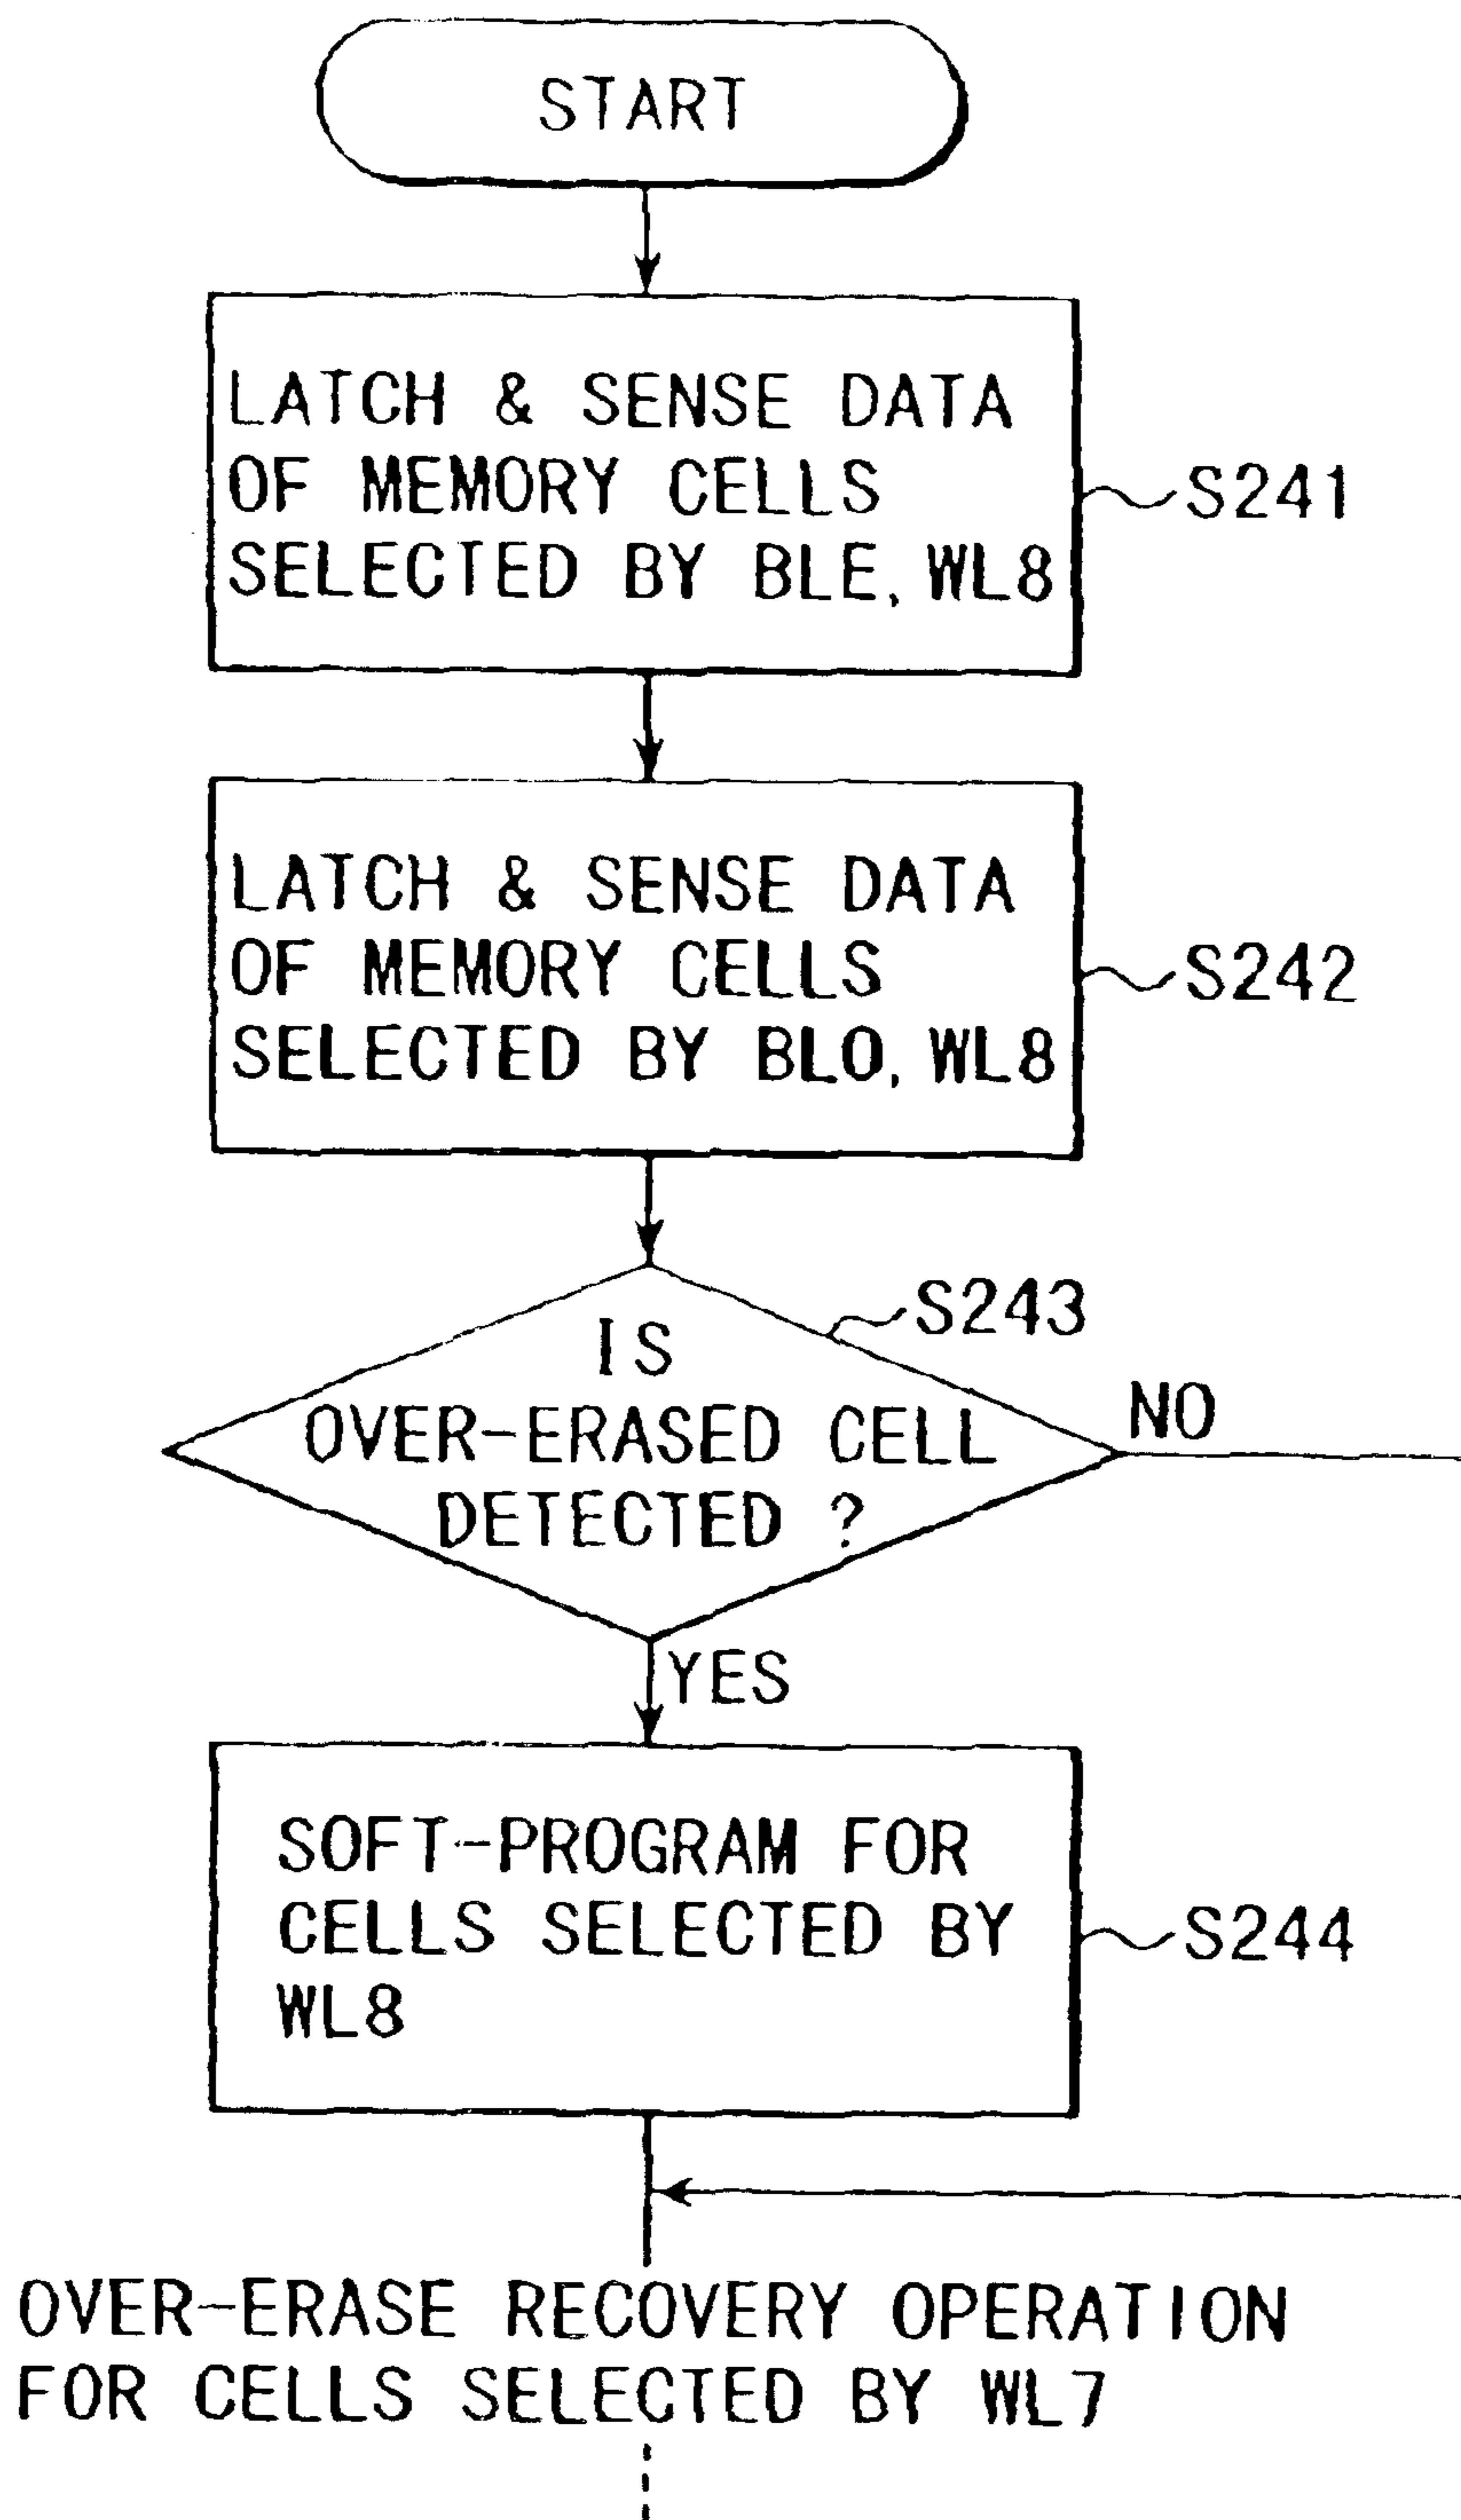 START
LATCH & SENSE DATA
OF MEMORY CELLS
SELECTED BY BLE, WL8
S241
LATCH & SENSE DATA
OF MEMORY CELLS
SELECTED BY BLO, WL8
S242
S243
IS
OVER-ERASED CELL
DETECTED ?
NO
YES
SOFT-PROGRAM FOR
CELLS SELECTED BY
WL8
S244
OVER-ERASE RECOVERY OPERATION
FOR CELLS SELECTED BY WL7